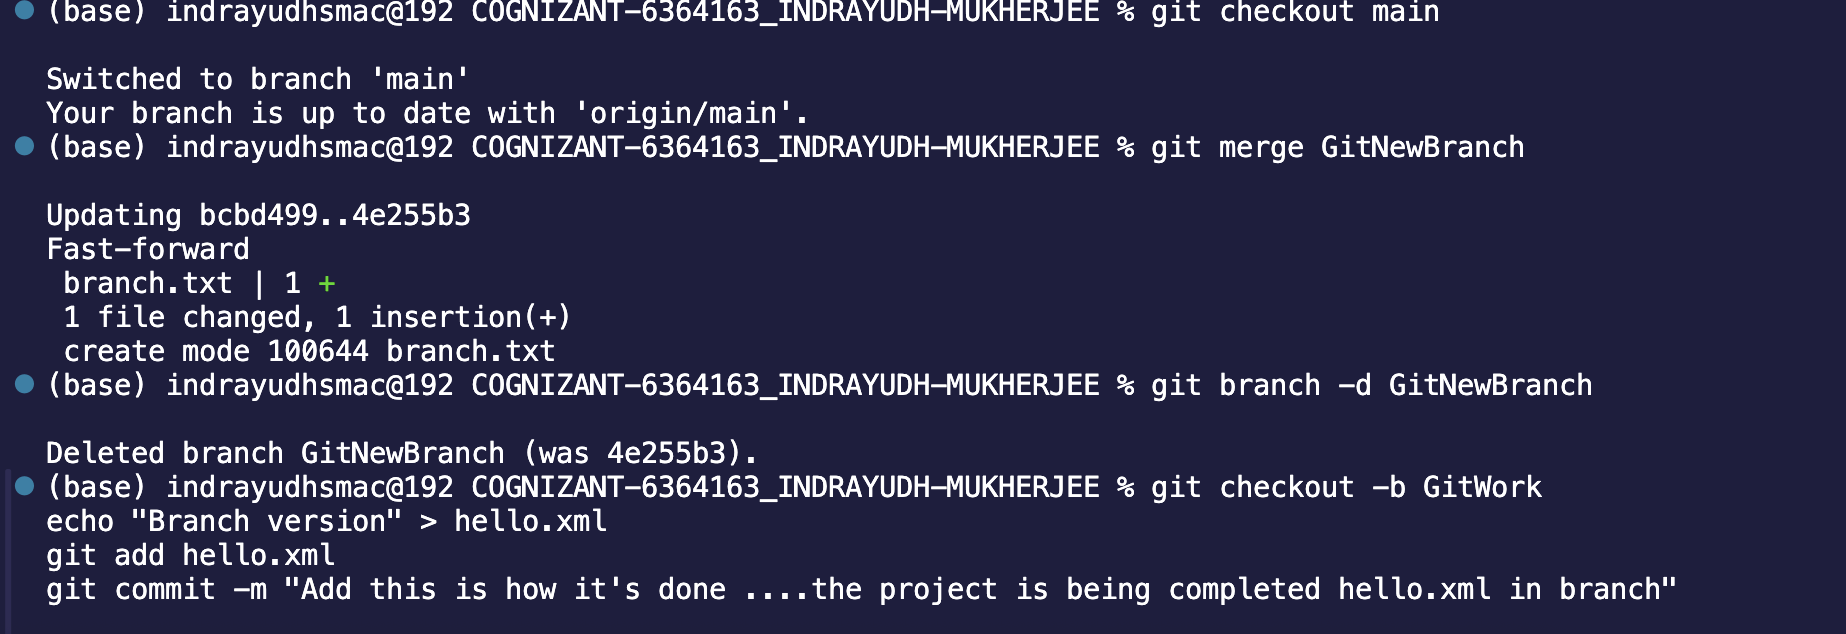 (base) indrayudhsmac@192 COGNIZANT-6364163_INDRAYUDH-MUKHERJEE % git checkout main
Switched to branch 'main'
Your branch is up to date with 'origin/main'.
(base) indrayudhsmac@192 COGNIZANT-6364163_INDRAYUDH-MUKHERJEE % git merge GitNewBranch
Updating bcbd499..4e255b3
Fast-forward
 branch.txt | 1 +
 1 file changed, 1 insertion(+)
 create mode 100644 branch.txt
(base) indrayudhsmac@192 COGNIZANT-6364163_INDRAYUDH-MUKHERJEE % git branch -d GitNewBranch
Deleted branch GitNewBranch (was 4e255b3).
(base) indrayudhsmac@192 COGNIZANT-6364163_INDRAYUDH-MUKHERJEE % git checkout -b GitWork
echo "Branch version" > hello.xml
git add hello.xml
git commit -m "Add this is how it's done ....the project is being completed hello.xml in branch"